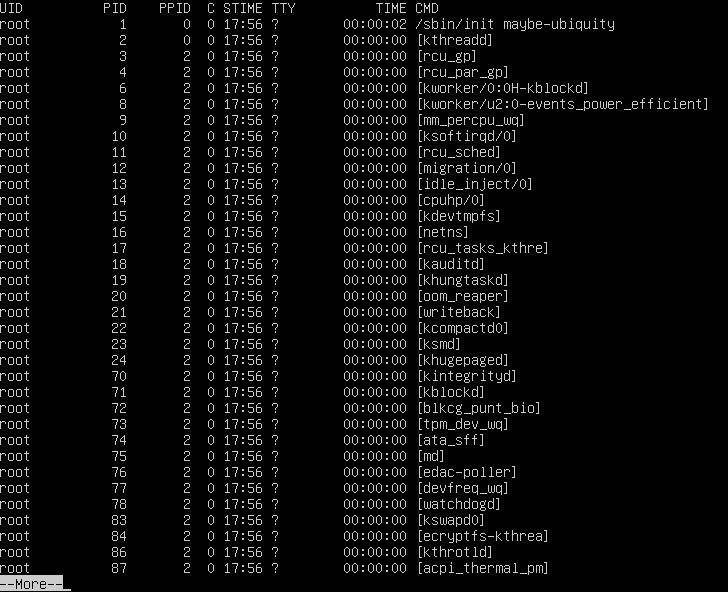 UID          PID    PPID  C STIME TTY          TIME CMD
root           1       0  0 17:56 ?        00:00:02 /sbin/init maybe-ubiquity
root           2       0  0 17:56 ?        00:00:00 [kthreadd]
root           3       2  0 17:56 ?        00:00:00 [rcu_gp]
root           4       2  0 17:56 ?        00:00:00 [rcu_par_gp]
root           6       2  0 17:56 ?        00:00:00 [kworker/0:0H-kblockd]
root           8       2  0 17:56 ?        00:00:00 [kworker/u2:0-events_power_efficient]
root           9       2  0 17:56 ?        00:00:00 [mm_percpu_wq]
root          10       2  0 17:56 ?        00:00:00 [ksoftirqd/0]
root          11       2  0 17:56 ?        00:00:00 [rcu_sched]
root          12       2  0 17:56 ?        00:00:00 [migration/0]
root          13       2  0 17:56 ?        00:00:00 [idle_inject/0]
root          14       2  0 17:56 ?        00:00:00 [cpuhp/0]
root          15       2  0 17:56 ?        00:00:00 [kdevtmpfs]
root          16       2  0 17:56 ?        00:00:00 [netns]
root          17       2  0 17:56 ?        00:00:00 [rcu_tasks_kthre]
root          18       2  0 17:56 ?        00:00:00 [kauditd]
root          19       2  0 17:56 ?        00:00:00 [khungtaskd]
root          20       2  0 17:56 ?        00:00:00 [oom_reaper]
root          21       2  0 17:56 ?        00:00:00 [writeback]
root          22       2  0 17:56 ?        00:00:00 [kcompactd0]
root          23       2  0 17:56 ?        00:00:00 [ksmd]
root          24       2  0 17:56 ?        00:00:00 [khugepaged]
root          70       2  0 17:56 ?        00:00:00 [kintegrityd]
root          71       2  0 17:56 ?        00:00:00 [kblockd]
root          72       2  0 17:56 ?        00:00:00 [blkcg_punt_bio]
root          73       2  0 17:56 ?        00:00:00 [tpm_dev_wq]
root          74       2  0 17:56 ?        00:00:00 [ata_sff]
root          75       2  0 17:56 ?        00:00:00 [md]
root          76       2  0 17:56 ?        00:00:00 [edac-poller]
root          77       2  0 17:56 ?        00:00:00 [devfreq_wq]
root          78       2  0 17:56 ?        00:00:00 [watchdogd]
root          83       2  0 17:56 ?        00:00:00 [kswapd0]
root          84       2  0 17:56 ?        00:00:00 [ecryptfs-kthrea]
root          86       2  0 17:56 ?        00:00:00 [kthrotld]
root          87       2  0 17:56 ?        00:00:00 [acpi_thermal_pm]
--More--